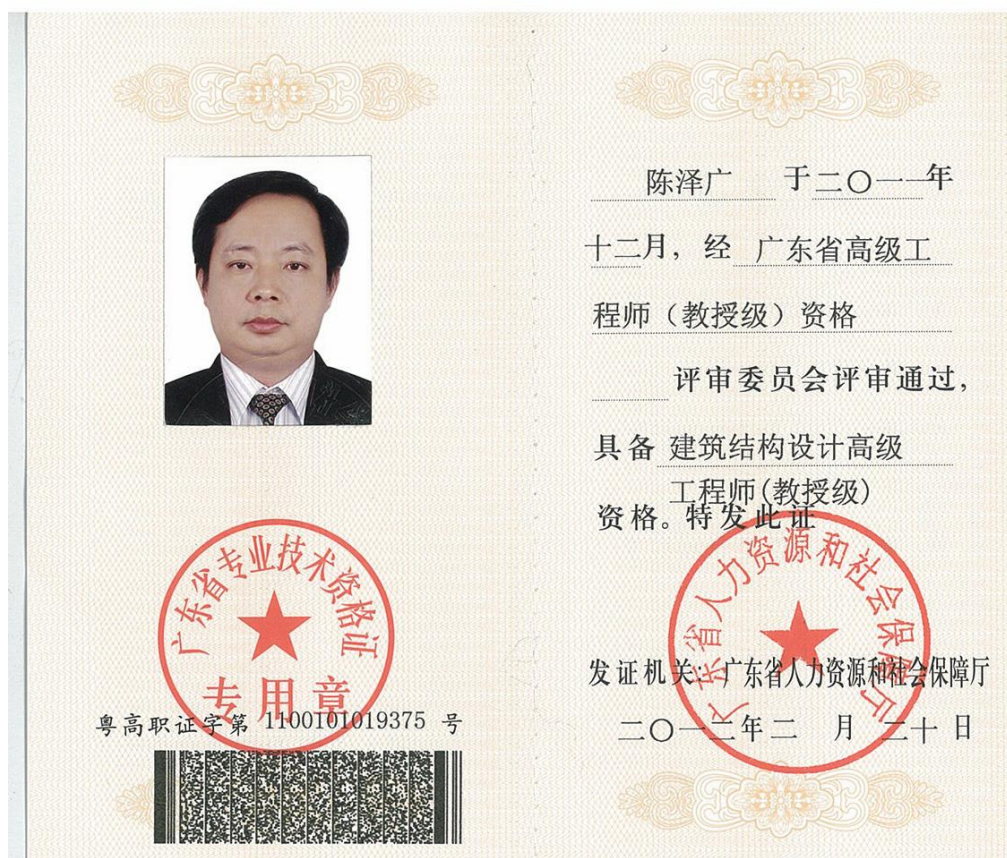 广东省专业技术资格证
专用章
粤高职证字第 1100101019375 号
陈泽广 于二〇一一年
十二月，经 广东省高级工
程师（教授级）资格
评审委员会评审通过，
具备 建筑结构设计高级
工程师(教授级)
资格。特发此证
广东省人力资源和社会保障厅
发证机关：广东省人力资源和社会保障厅
二〇一二年二 月 二十 日